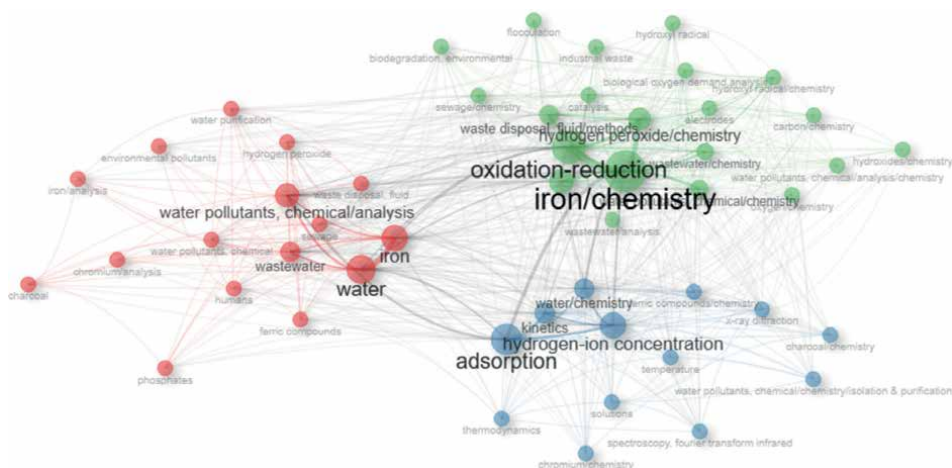 flocculation
hydroxyl radical
biodegradation, environmental
industrial waste
biological oxygen demand analysis
hydroxyl radical/chemistry
sewage/chemistry
catalysis
electrodes
carbon/chemistry
waste disposal, fluid/methods
hydrogen peroxide/chemistry
wastewater/chemistry
hydroxides/chemistry
oxidation-reduction
water pollutants, chemical/analysis/chemistry
iron/chemistry
chemical/chemistry
oxygen/chemistry
wastewater/analysis
water purification
hydrogen peroxide
environmental pollutants
iron/analysis
waste disposal, fluid
water pollutants, chemical/analysis
sewage
water pollutants, chemical
wastewater
iron
chromium/analysis
water
charcoal
humans
ferric compounds
phosphates
water/chemistry
ferric compounds/chemistry
kinetics
x-ray diffraction
hydrogen-ion concentration
charcoal/chemistry
adsorption
temperature
water pollutants, chemical/chemistry/isolation & purification
solutions
thermodynamics
spectroscopy, fourier transform infrared
chromium/chemistry